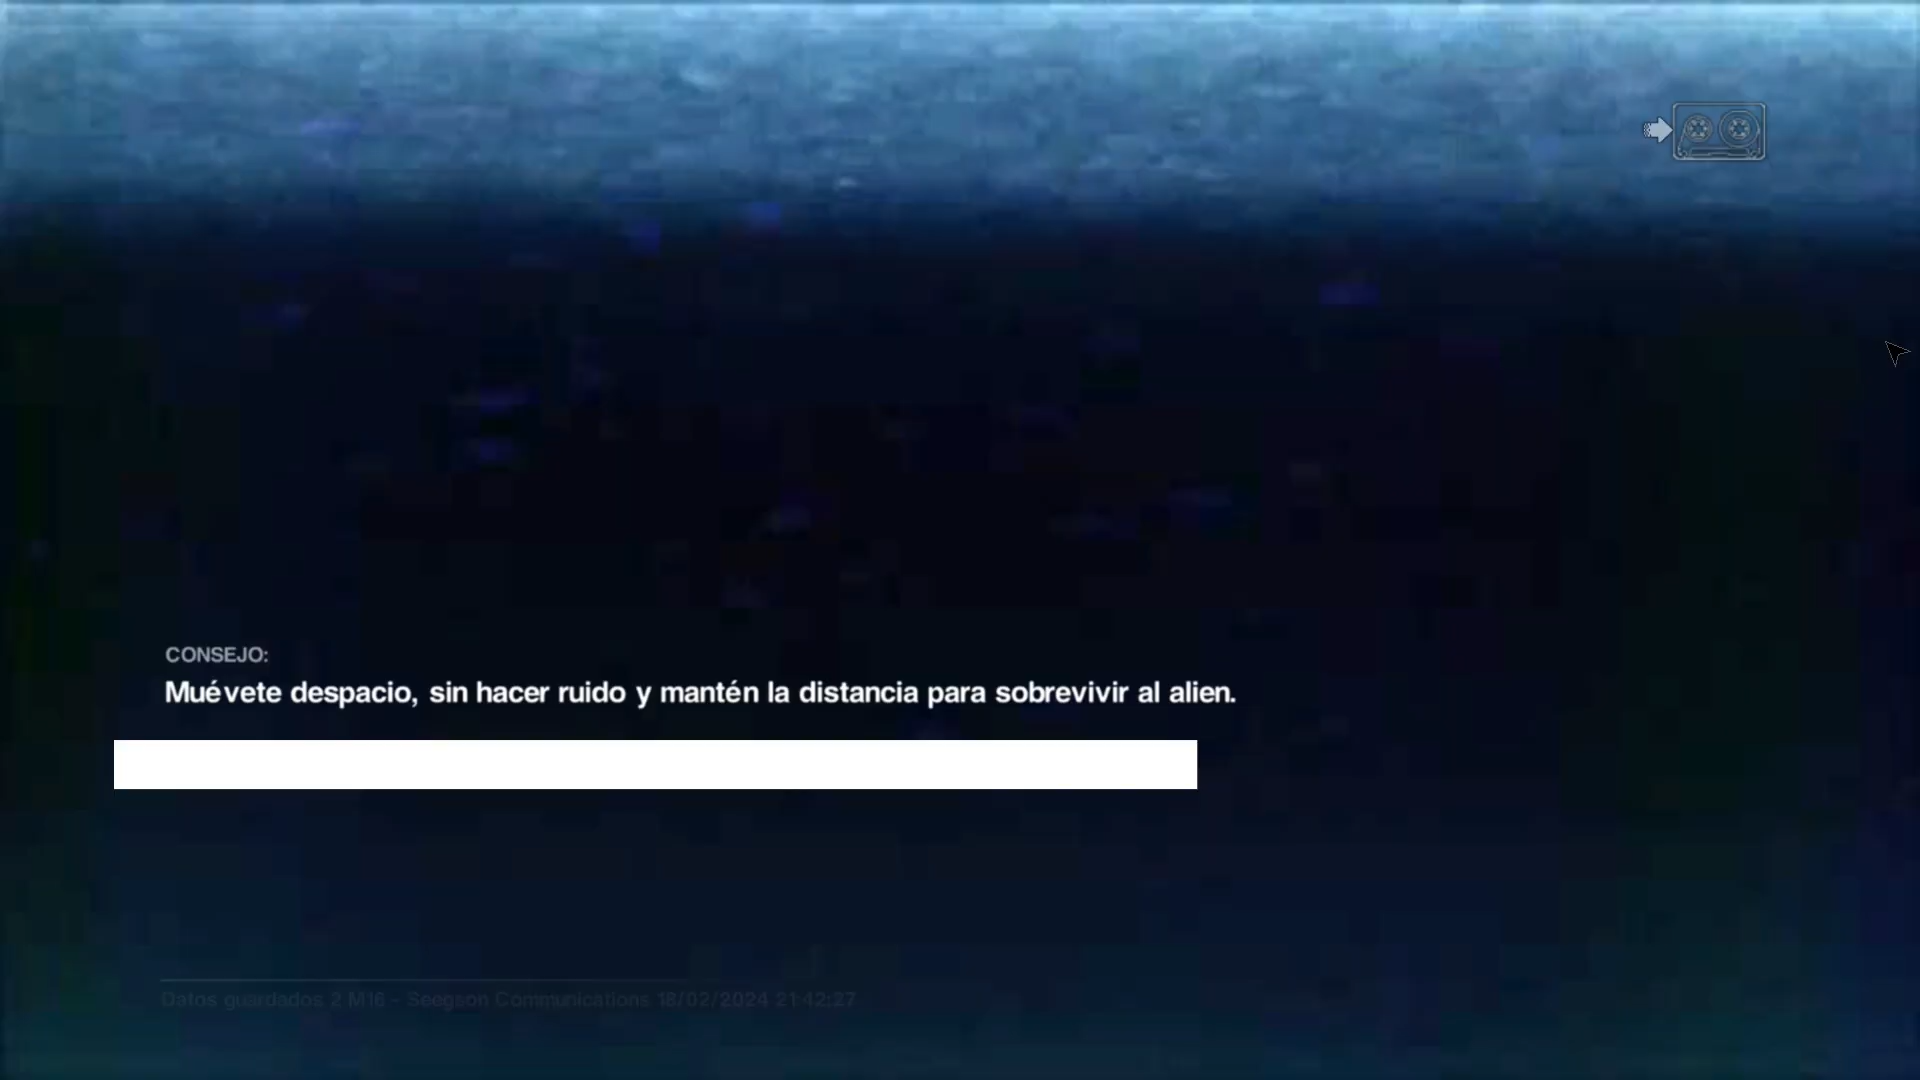 CONSEJO:
Muévete despacio, sin hacer ruido y mantén la distancia para sobrevivir al alien.
Datos guardados 2 M16 - Seegson Communications 18/02/2024 21:42:27